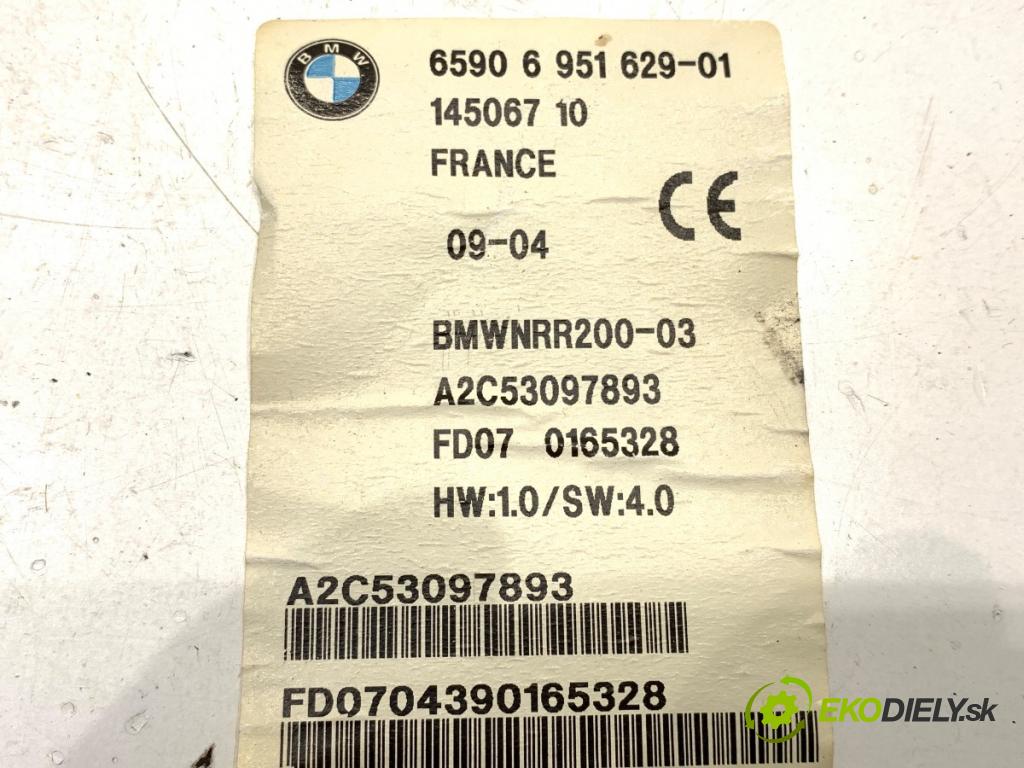 BMW
6590 6 951 629-01
145067 10
FRANCE
CE
09-04
BMWNRR200-03
A2C53097893
FD07 0165328
HW:1.0/SW:4.0
A2C53097893
FD0704390165328
EKODIELY.sk